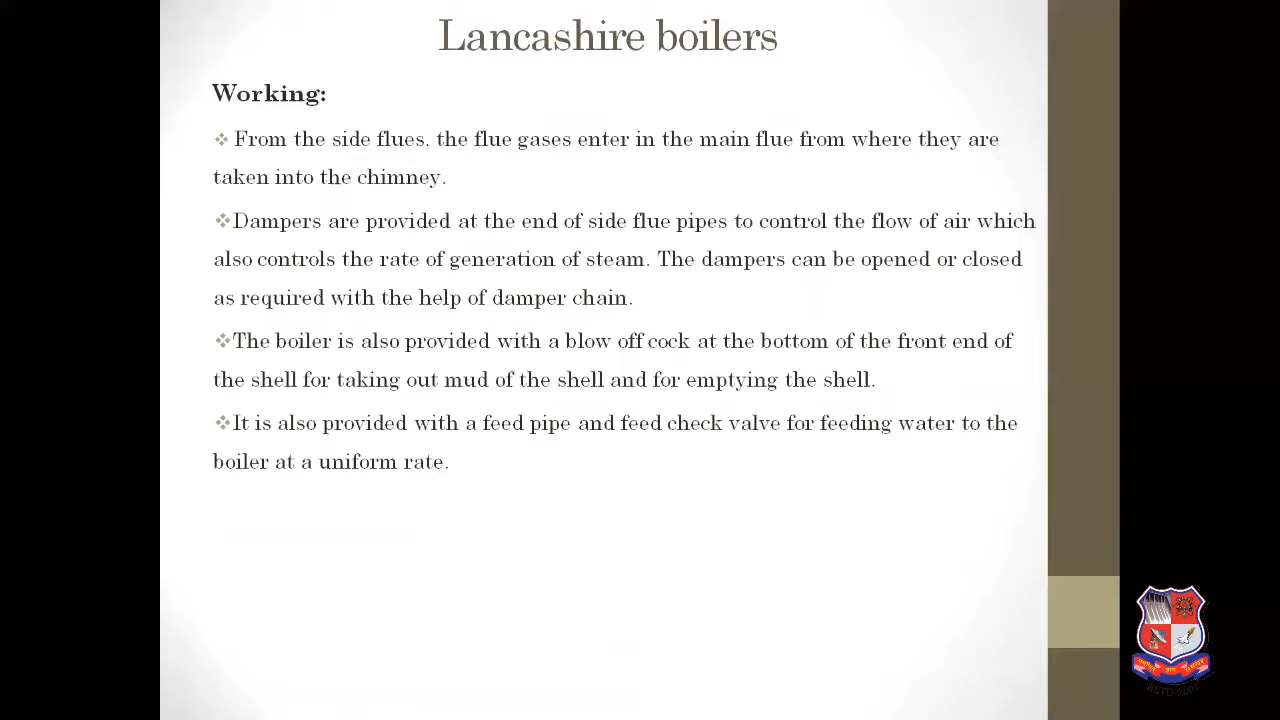 Lancashire boilers
Working:
From the side flues, the flue gases enter in the main flue from where they are
taken into the chimney.
Dampers are provided at the end of side flue pipes to control the flow of air which
also controls the rate of generation of steam. The dampers can be opened or closed
as required with the help of damper chain.
The boiler is also provided with a blow off cock at the bottom of the front end of
the shell for taking out mud of the shell and for emptying the shell.
It is also provided with a feed pipe and feed check valve for feeding water to the
boiler at a uniform rate.
ESTD-2007